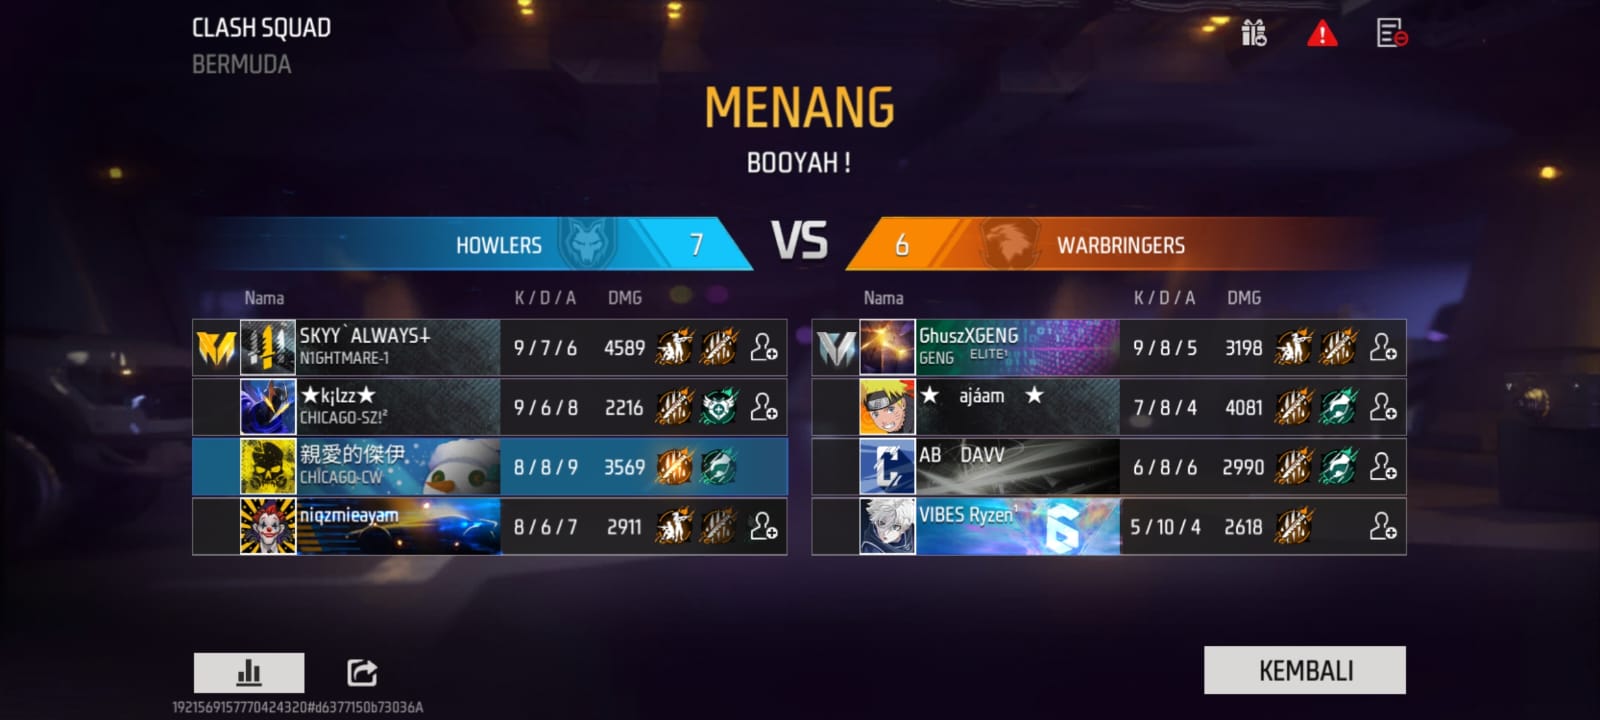 CLASH SQUAD
BERMUDA
MENANG
BOOYAH !
HOWLERS 7 VS 6 WARBRINGERS
Nama K / D / A DMG
SKYY`ALWAYS⸸ 9 / 7 / 6 4589
N1GHTMARE-1
★k¡lzz★ 9 / 6 / 8 2216
CHICAGO-SZ!²
親愛的傑伊 8 / 8 / 9 3569
CHICAGO-CW
niqzmieayam 8 / 6 / 7 2911
Nama K / D / A DMG
GhuszXGENG 9 / 8 / 5 3198
GENG ELITE¹
★ ajáam ★ 7 / 8 / 4 4081
AB DAVV 6 / 8 / 6 2990
VIBES Ryzen¹ 5 / 10 / 4 2618
KEMBALI
1921569157770424320#d6377150b73036A